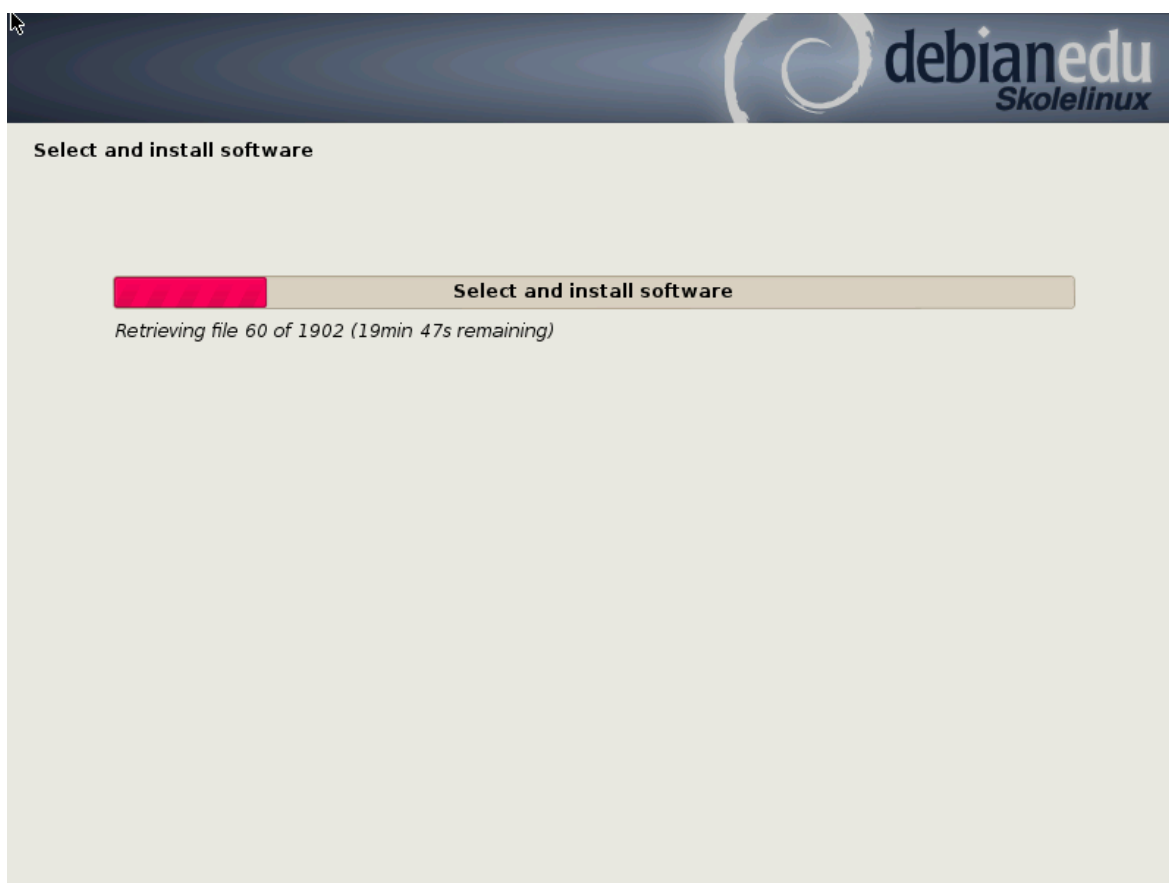 debianedu
Skolelinux
Select and install software
Select and install software
Retrieving file 60 of 1902 (19min 47s remaining)